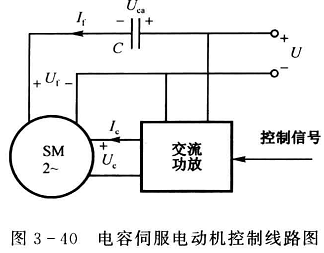 U_ca
I_f
−
+
C
+
U
−
+ U_f −
I_c
+
U_c
SM
2~
交流
功放
控制信号
图 3-40 电容伺服电动机控制线路图